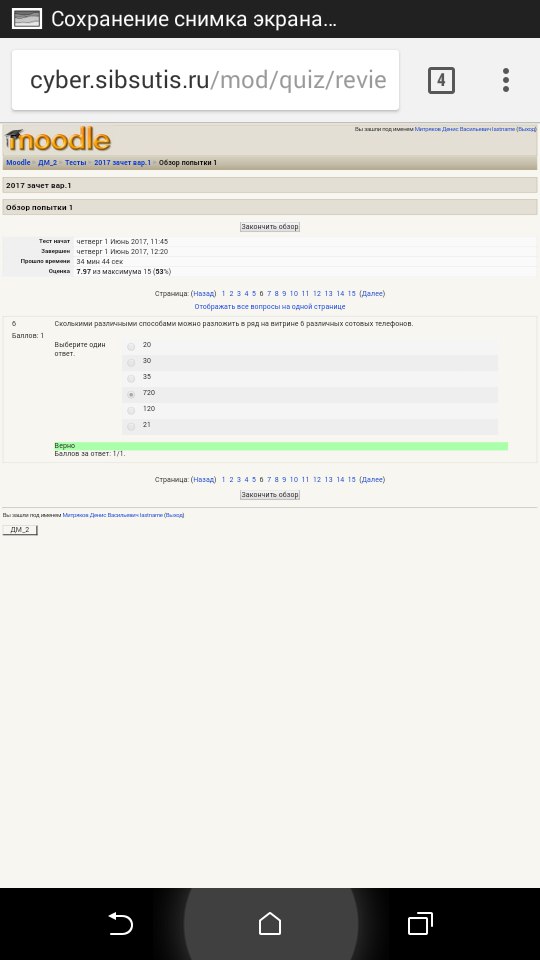 Сохранение снимка экрана...
cyber.sibsutis.ru/mod/quiz/revie
4
moodle
Вы зашли под именем Митряков Денис Васильевич lastname (Выход)
Moodle ► ДМ_2 ► Тесты ► 2017 зачет вар.1 ► Обзор попытки 1
2017 зачет вар.1
Обзор попытки 1
Закончить обзор
Тест начат четверг 1 Июнь 2017, 11:45
Завершен четверг 1 Июнь 2017, 12:20
Прошло времени 34 мин 44 сек
Оценка 7.97 из максимума 15 (53%)
Страница: (Назад) 1 2 3 4 5 6 7 8 9 10 11 12 13 14 15 (Далее)
Отображать все вопросы на одной странице
6 Сколькими различными способами можно разложить в ряд на витрине 6 различных сотовых телефонов.
Баллов: 1
Выберите один ответ.
20
30
35
720
120
21
Верно
Баллов за ответ: 1/1.
Страница: (Назад) 1 2 3 4 5 6 7 8 9 10 11 12 13 14 15 (Далее)
Закончить обзор
Вы зашли под именем Митряков Денис Васильевич lastname (Выход)
ДМ_2